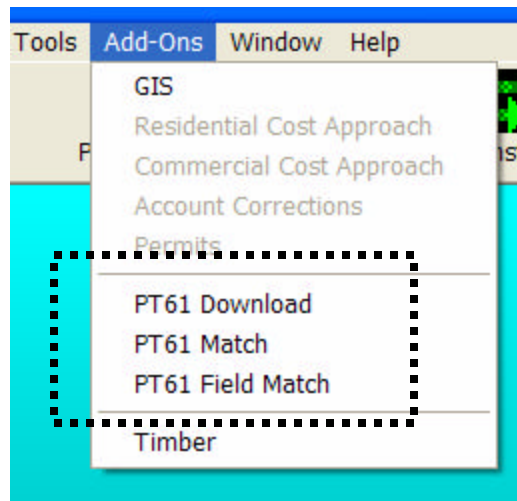 Tools Add-Ons Window Help
GIS
Residential Cost Approach
Commercial Cost Approach
Account Corrections
Permits
PT61 Download
PT61 Match
PT61 Field Match
Timber